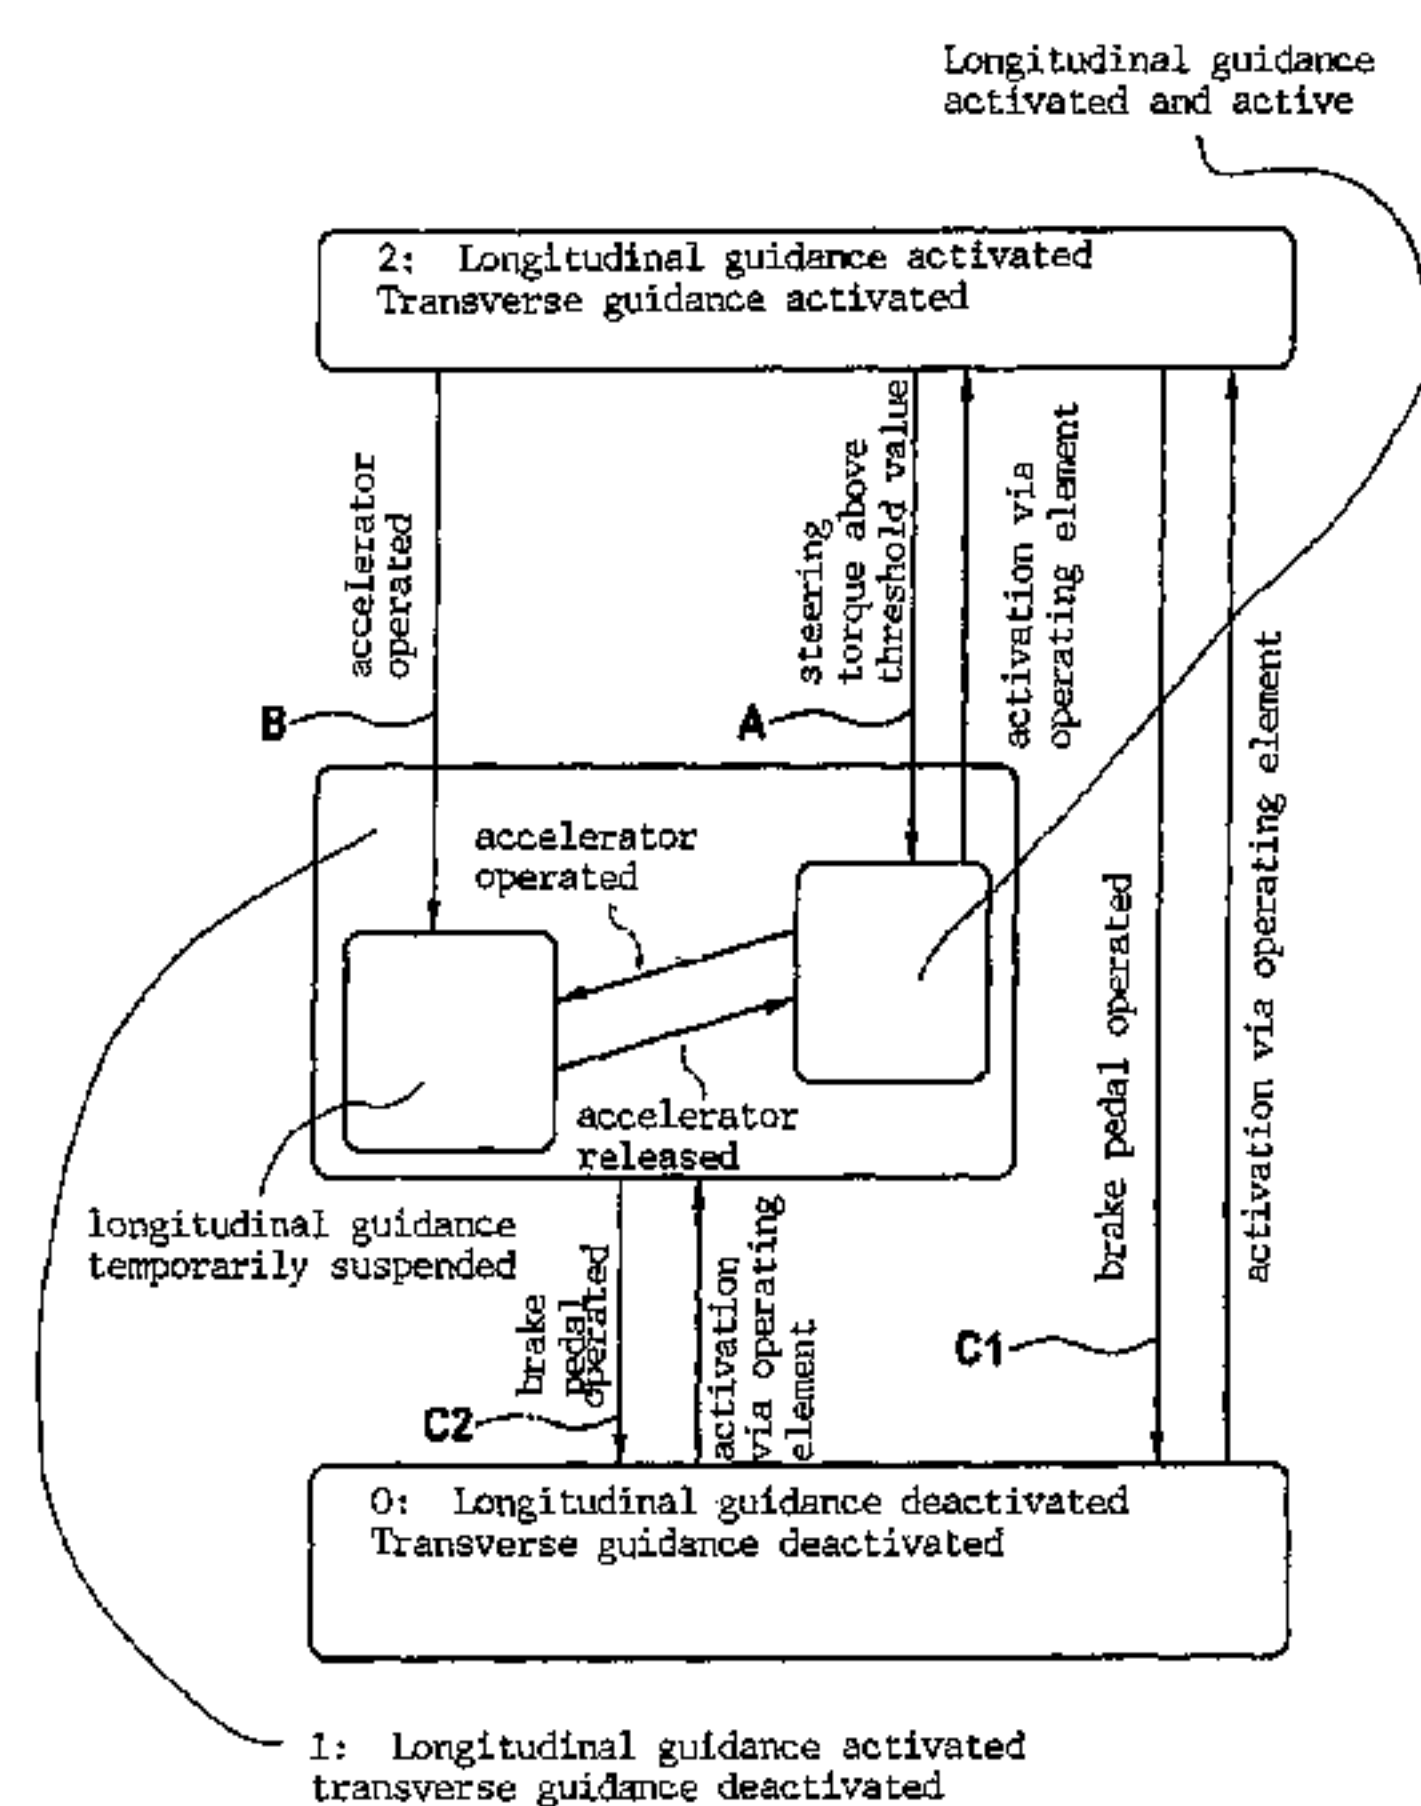 Longitudinal guidance
activated and active
2: Longitudinal guidance activated
Transverse guidance activated
accelerator
operated
steering
torque above
threshold value
activation via
operating element
B
A
accelerator
operated
brake pedal operated
activation via operating element
accelerator
released
longitudinal guidance
temporarily suspended
brake
pedal
operated
activation
via operating
element
C1
C2
0: Longitudinal guidance deactivated
Transverse guidance deactivated
1: Longitudinal guidance activated
transverse guidance deactivated